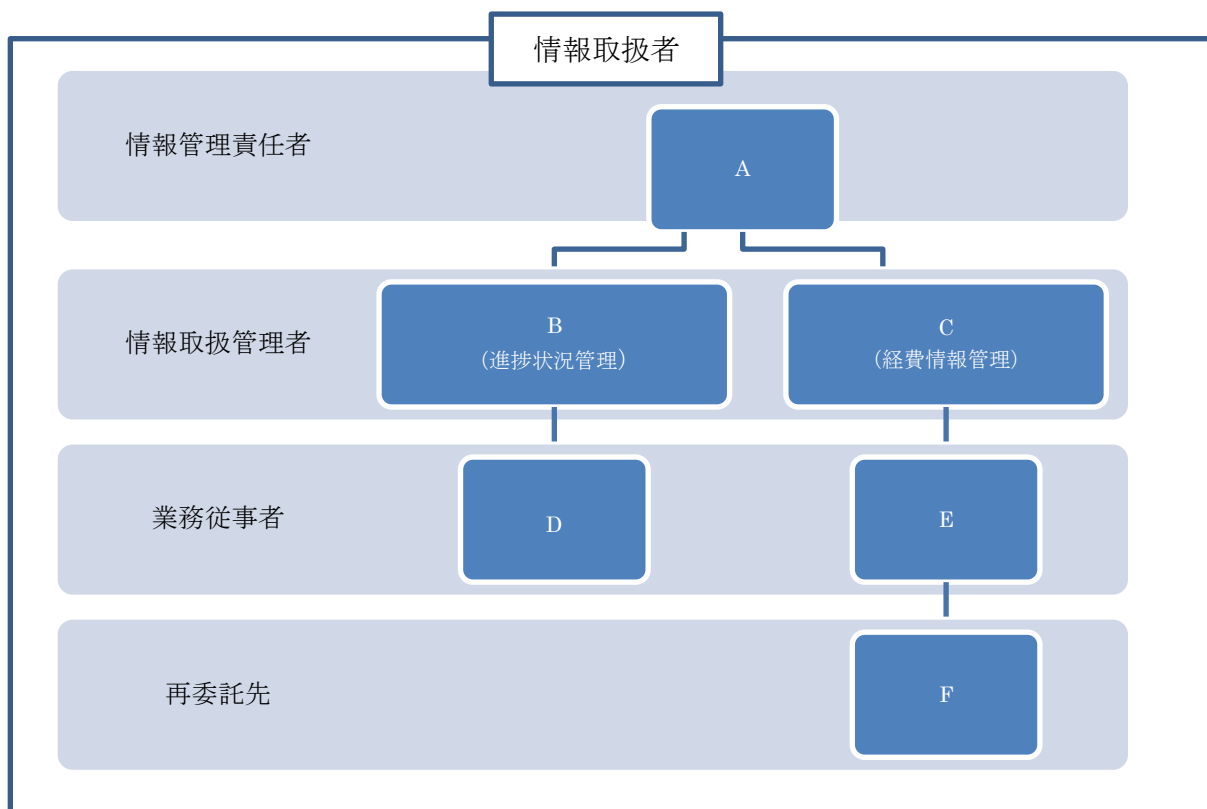 情報取扱者
情報管理責任者
A
情報取扱管理者
B
（進捗状況管理）
C
（経費情報管理）
業務従事者
D
E
再委託先
F